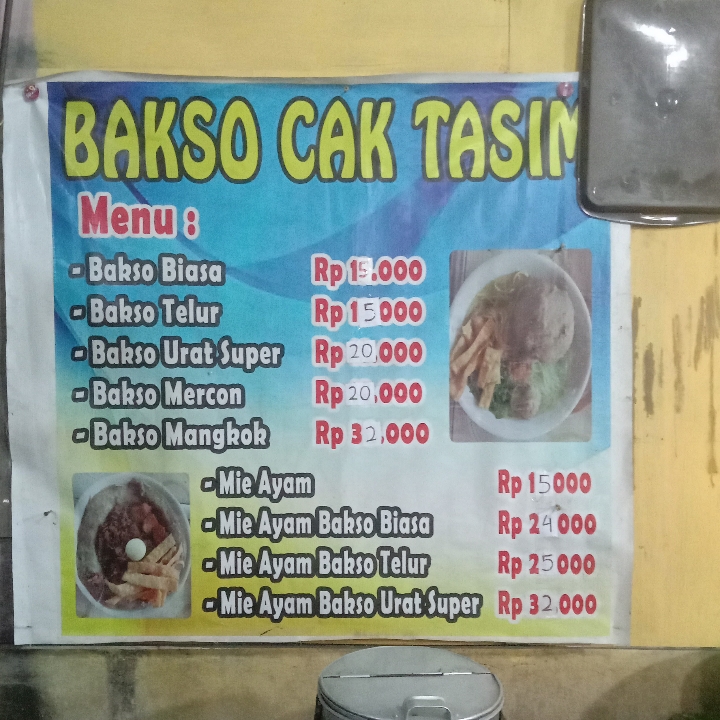 BAKSO CAK TASIM
Menu :
- Bakso Biasa Rp 15.000
- Bakso Telur Rp 15000
- Bakso Urat Super Rp 20,000
- Bakso Mercon Rp 20,000
- Bakso Mangkok Rp 32,000
- Mie Ayam Rp 15000
- Mie Ayam Bakso Biasa Rp 24000
- Mie Ayam Bakso Telur Rp 25000
- Mie Ayam Bakso Urat Super Rp 32,000